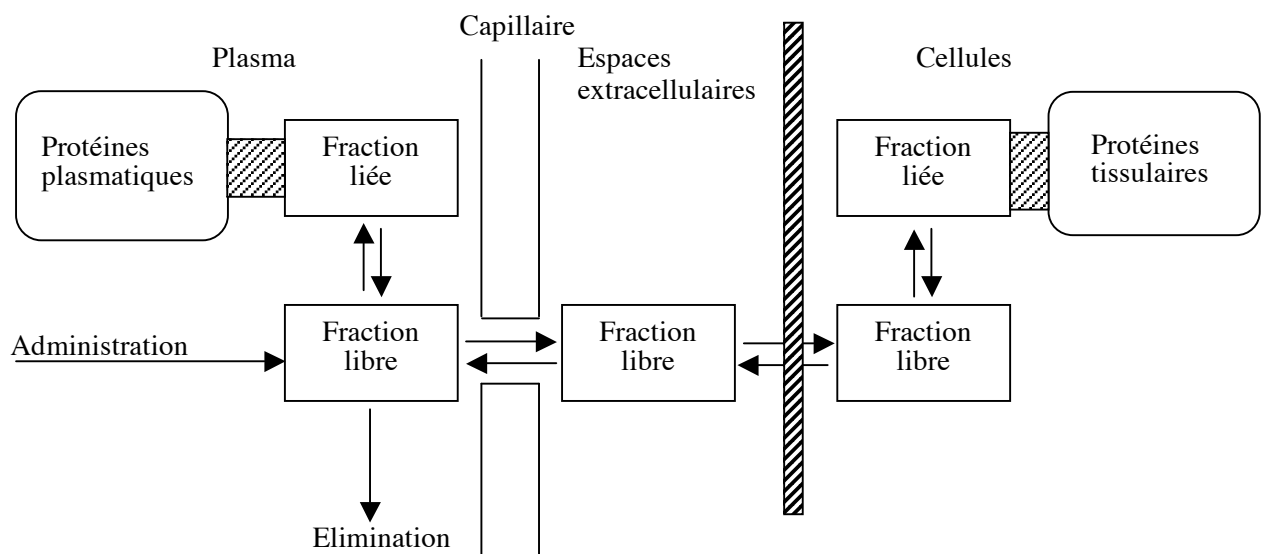 Capillaire
Plasma
Espaces
extracellulaires
Cellules
Protéines
plasmatiques
Fraction
liée
Fraction
liée
Protéines
tissulaires
Administration
Fraction
libre
Fraction
libre
Fraction
libre
Elimination